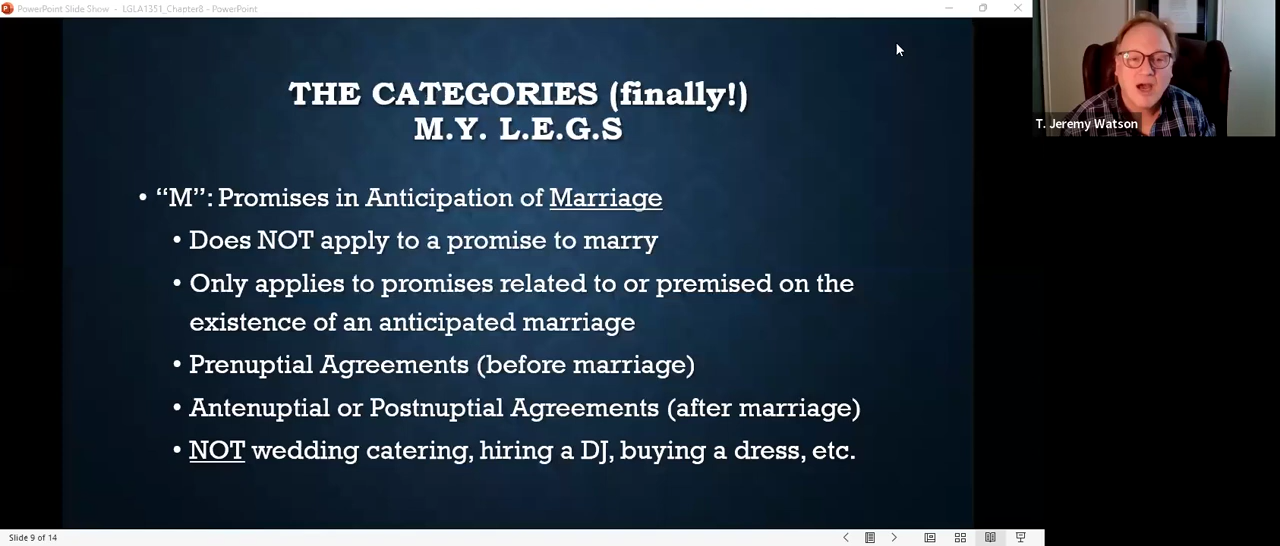 PowerPoint Slide Show - LGLA1351_Chapter8 - PowerPoint
THE CATEGORIES (finally!)
M.Y. L.E.G.S
• “M”: Promises in Anticipation of Marriage
• Does NOT apply to a promise to marry
• Only applies to promises related to or premised on the
existence of an anticipated marriage
• Prenuptial Agreements (before marriage)
• Antenuptial or Postnuptial Agreements (after marriage)
• NOT wedding catering, hiring a DJ, buying a dress, etc.
T. Jeremy Watson
Slide 9 of 14